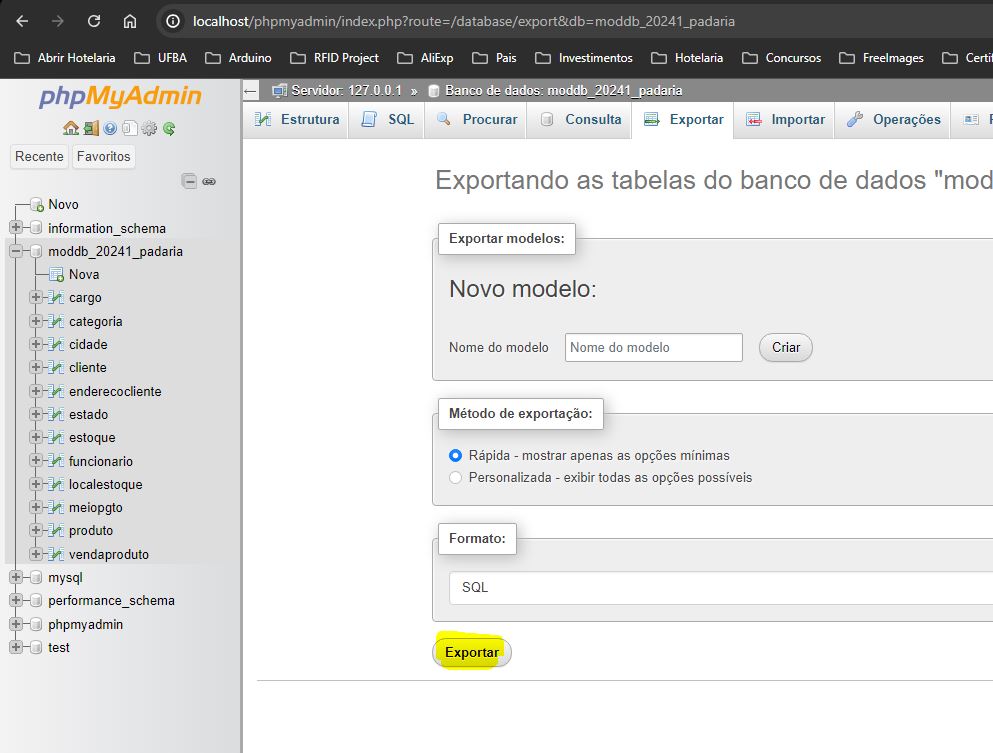 localhost/phpmyadmin/index.php?route=/database/export&db=moddb_20241_padaria
Abrir Hotelaria UFBA Arduino RFID Project AliExp Pais Investimentos Hotelaria Concursos FreeImages Certi
phpMyAdmin
Recente Favoritos
Novo
information_schema
moddb_20241_padaria
Nova
cargo
categoria
cidade
cliente
enderecocliente
estado
estoque
funcionario
localestoque
meiopgto
produto
vendaproduto
mysql
performance_schema
phpmyadmin
test
Servidor: 127.0.0.1 » Banco de dados: moddb_20241_padaria
Estrutura SQL Procurar Consulta Exportar Importar Operações
Exportando as tabelas do banco de dados "mod
Exportar modelos:
Novo modelo:
Nome do modelo Nome do modelo Criar
Método de exportação:
Rápida - mostrar apenas as opções mínimas
Personalizada - exibir todas as opções possíveis
Formato:
SQL
Exportar